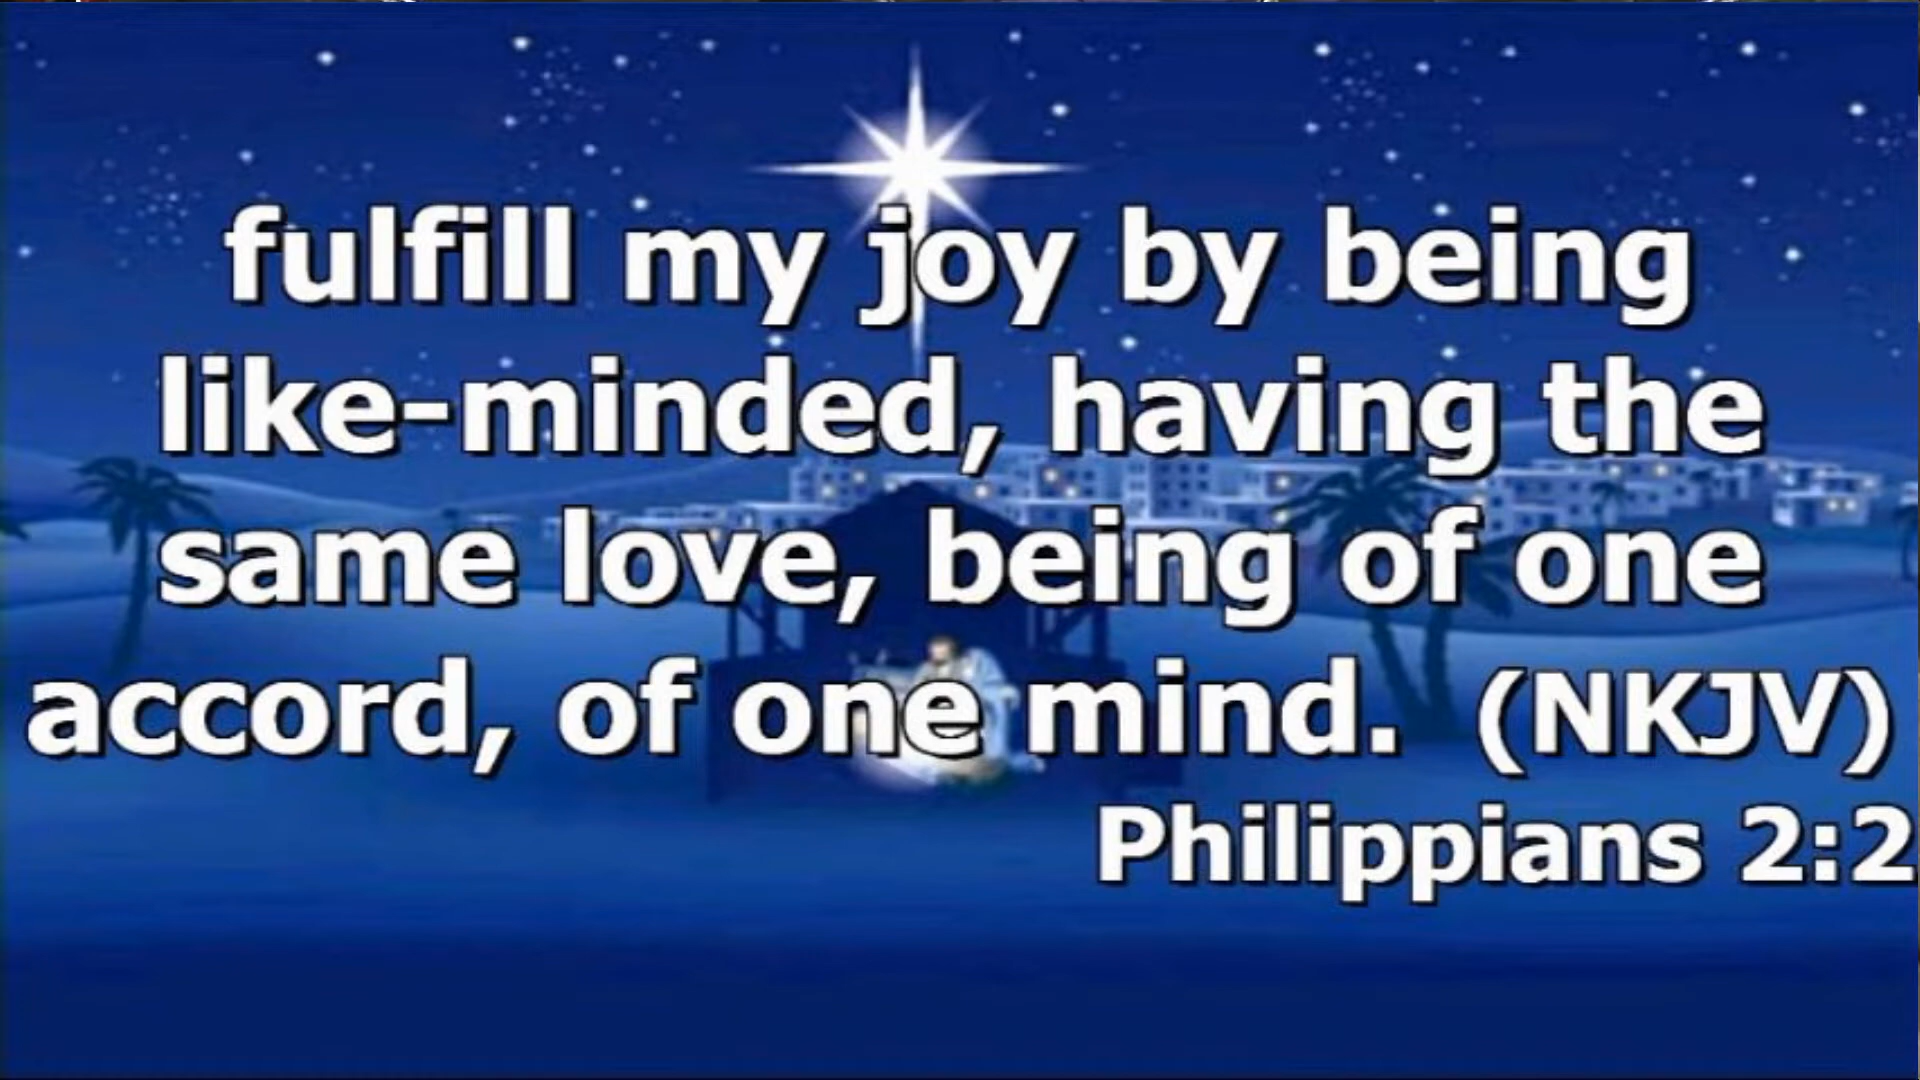 fulfill my joy by being
like-minded, having the
same love, being of one
accord, of one mind. (NKJV)
Philippians 2:2